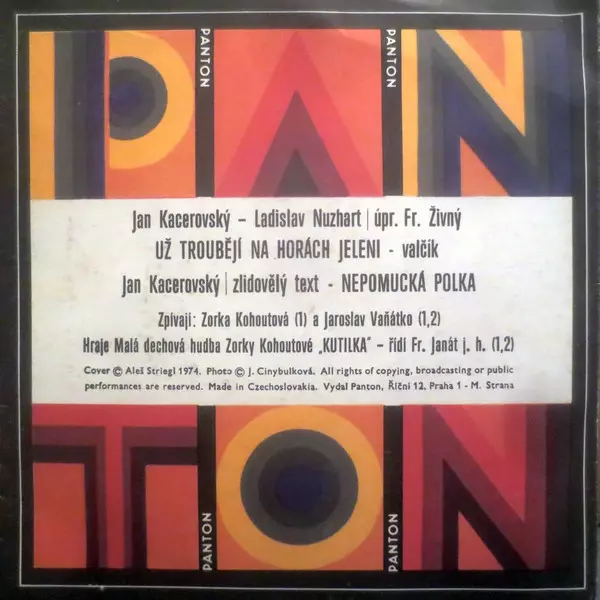 PAN
PANTON
PANTON
Jan Kacerovský – Ladislav Nuzhart | úpr. Fr. Živný
UŽ TROUBĚJÍ NA HORÁCH JELENI - valčík
Jan Kacerovský | zlidovělý text - NEPOMUCKÁ POLKA
Zpívají: Zorka Kohoutová (1) a Jaroslav Vaňátko (1,2)
Hraje Malá dechová hudba Zorky Kohoutové „KUTILKA" – řídí Fr. Janát j. h. (1,2)
Cover © Aleš Striegl 1974. Photo © J. Cinybulková. All rights of copying, broadcasting or public
performances are reserved. Made in Czechoslovakia. Vydal Panton, Říční 12, Praha 1 - M. Strana
TON
PANTON
PANTON